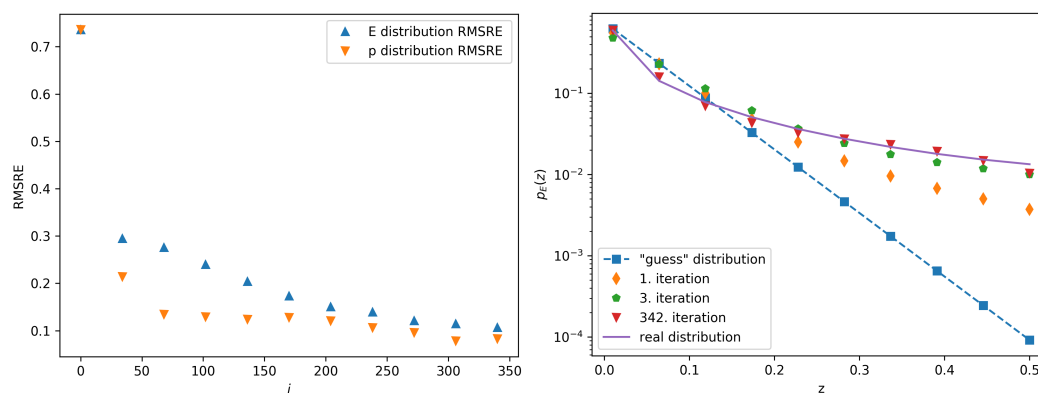 RMSRE
0.7
0.6
0.5
0.4
0.3
0.2
0.1
0
50
100
150
200
250
300
350
i
E distribution RMSRE
p distribution RMSRE
p_E(z)
10⁻¹
10⁻²
10⁻³
10⁻⁴
0.0
0.1
0.2
0.3
0.4
0.5
z
"guess" distribution
1. iteration
3. iteration
342. iteration
real distribution